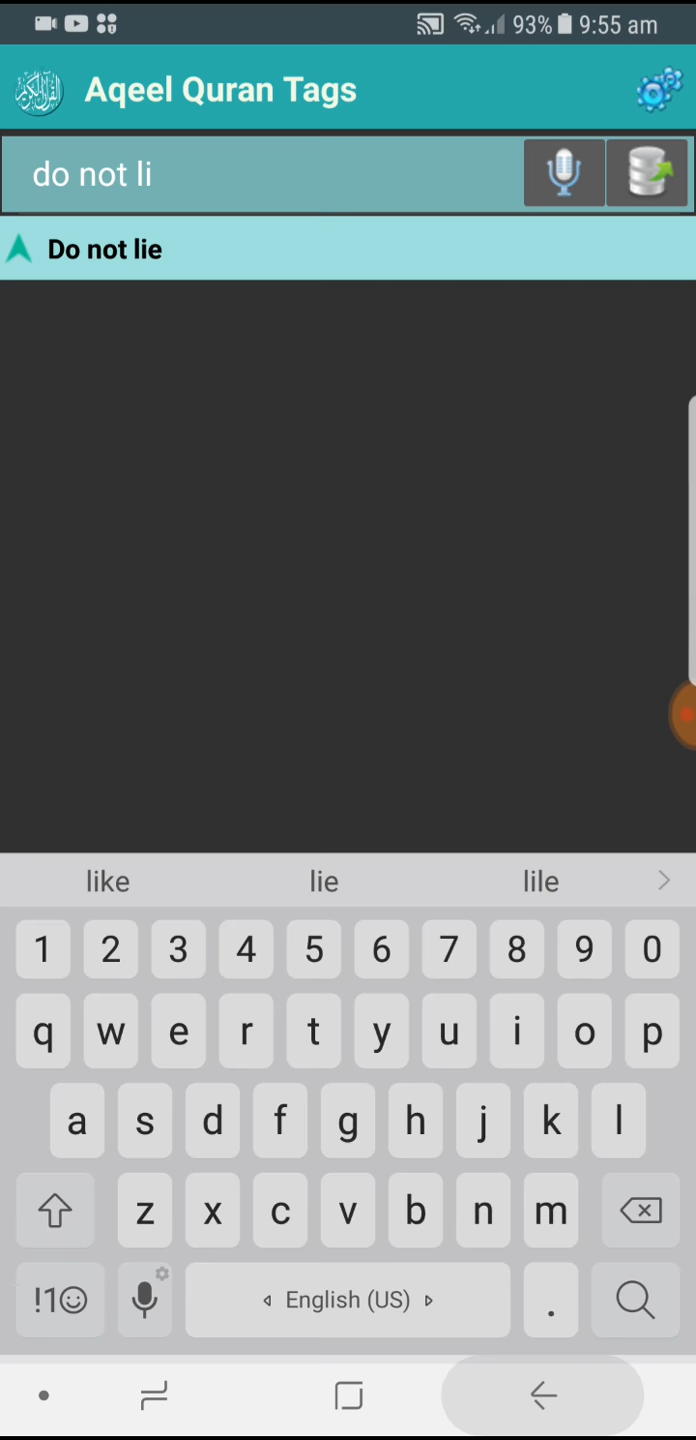 93% 9:55 am
Aqeel Quran Tags
do not li
Do not lie
like lie lile
1 2 3 4 5 6 7 8 9 0
q w e r t y u i o p
a s d f g h j k l
z x c v b n m
!1☺ English (US) .